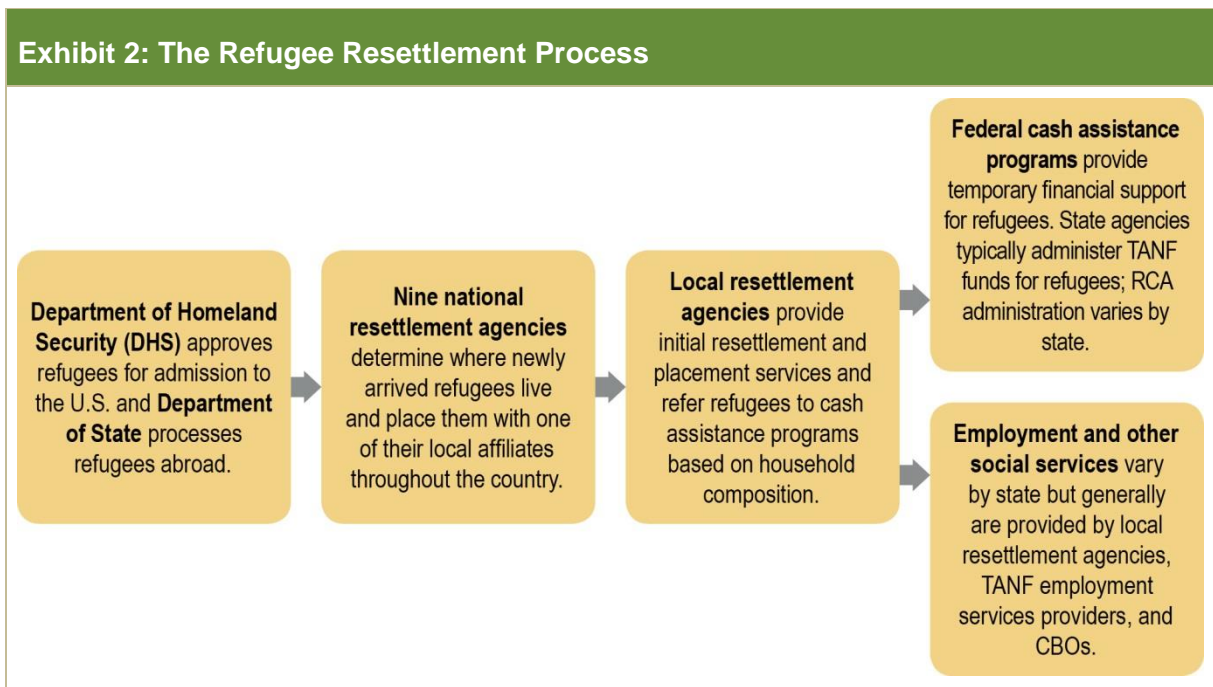 Exhibit 2: The Refugee Resettlement Process
Department of Homeland
Security (DHS) approves
refugees for admission to
the U.S. and Department
of State processes
refugees abroad.
Nine national
resettlement agencies
determine where newly
arrived refugees live
and place them with one
of their local affiliates
throughout the country.
Local resettlement
agencies provide
initial resettlement and
placement services and
refer refugees to cash
assistance programs
based on household
composition.
Federal cash assistance
programs provide
temporary financial support
for refugees. State agencies
typically administer TANF
funds for refugees; RCA
administration varies by
state.
Employment and other
social services vary
by state but generally
are provided by local
resettlement agencies,
TANF employment
services providers, and
CBOs.